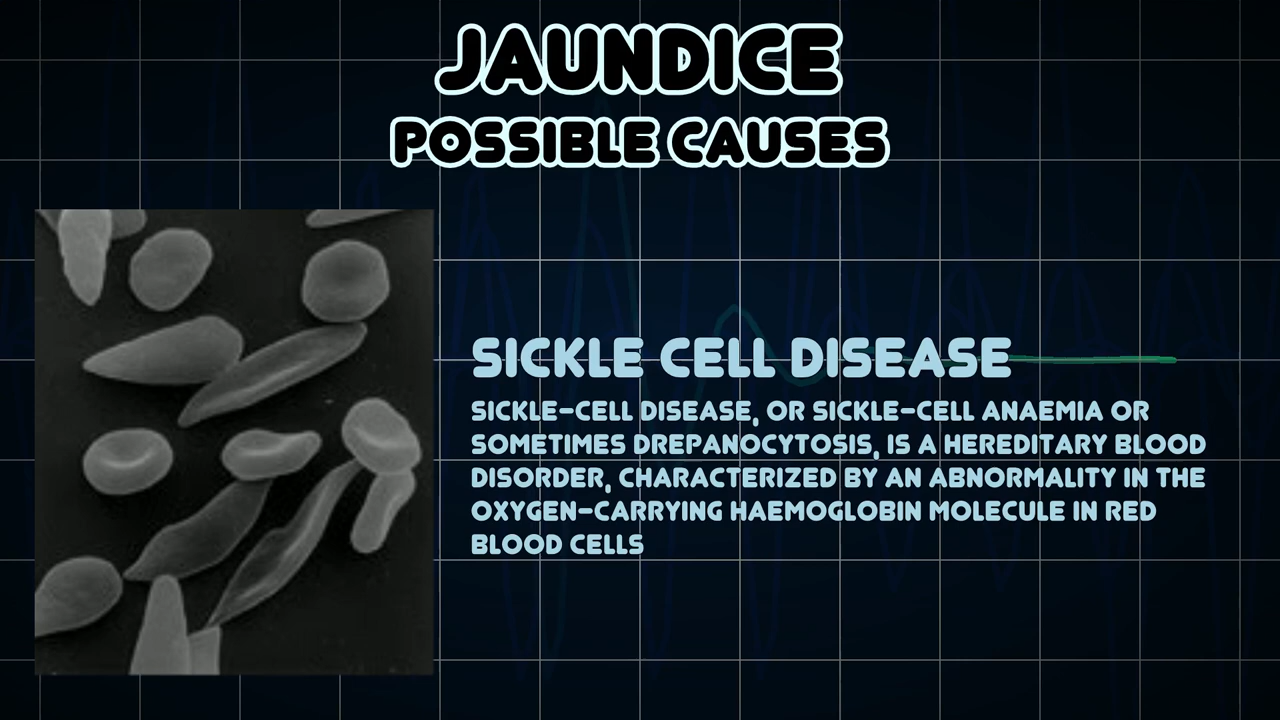 JAUNDICE
POSSIBLE CAUSES
SICKLE CELL DISEASE
SICKLE-CELL DISEASE, OR SICKLE-CELL ANAEMIA OR
SOMETIMES DREPANOCYTOSIS, IS A HEREDITARY BLOOD
DISORDER, CHARACTERIZED BY AN ABNORMALITY IN THE
OXYGEN-CARRYING HAEMOGLOBIN MOLECULE IN RED
BLOOD CELLS